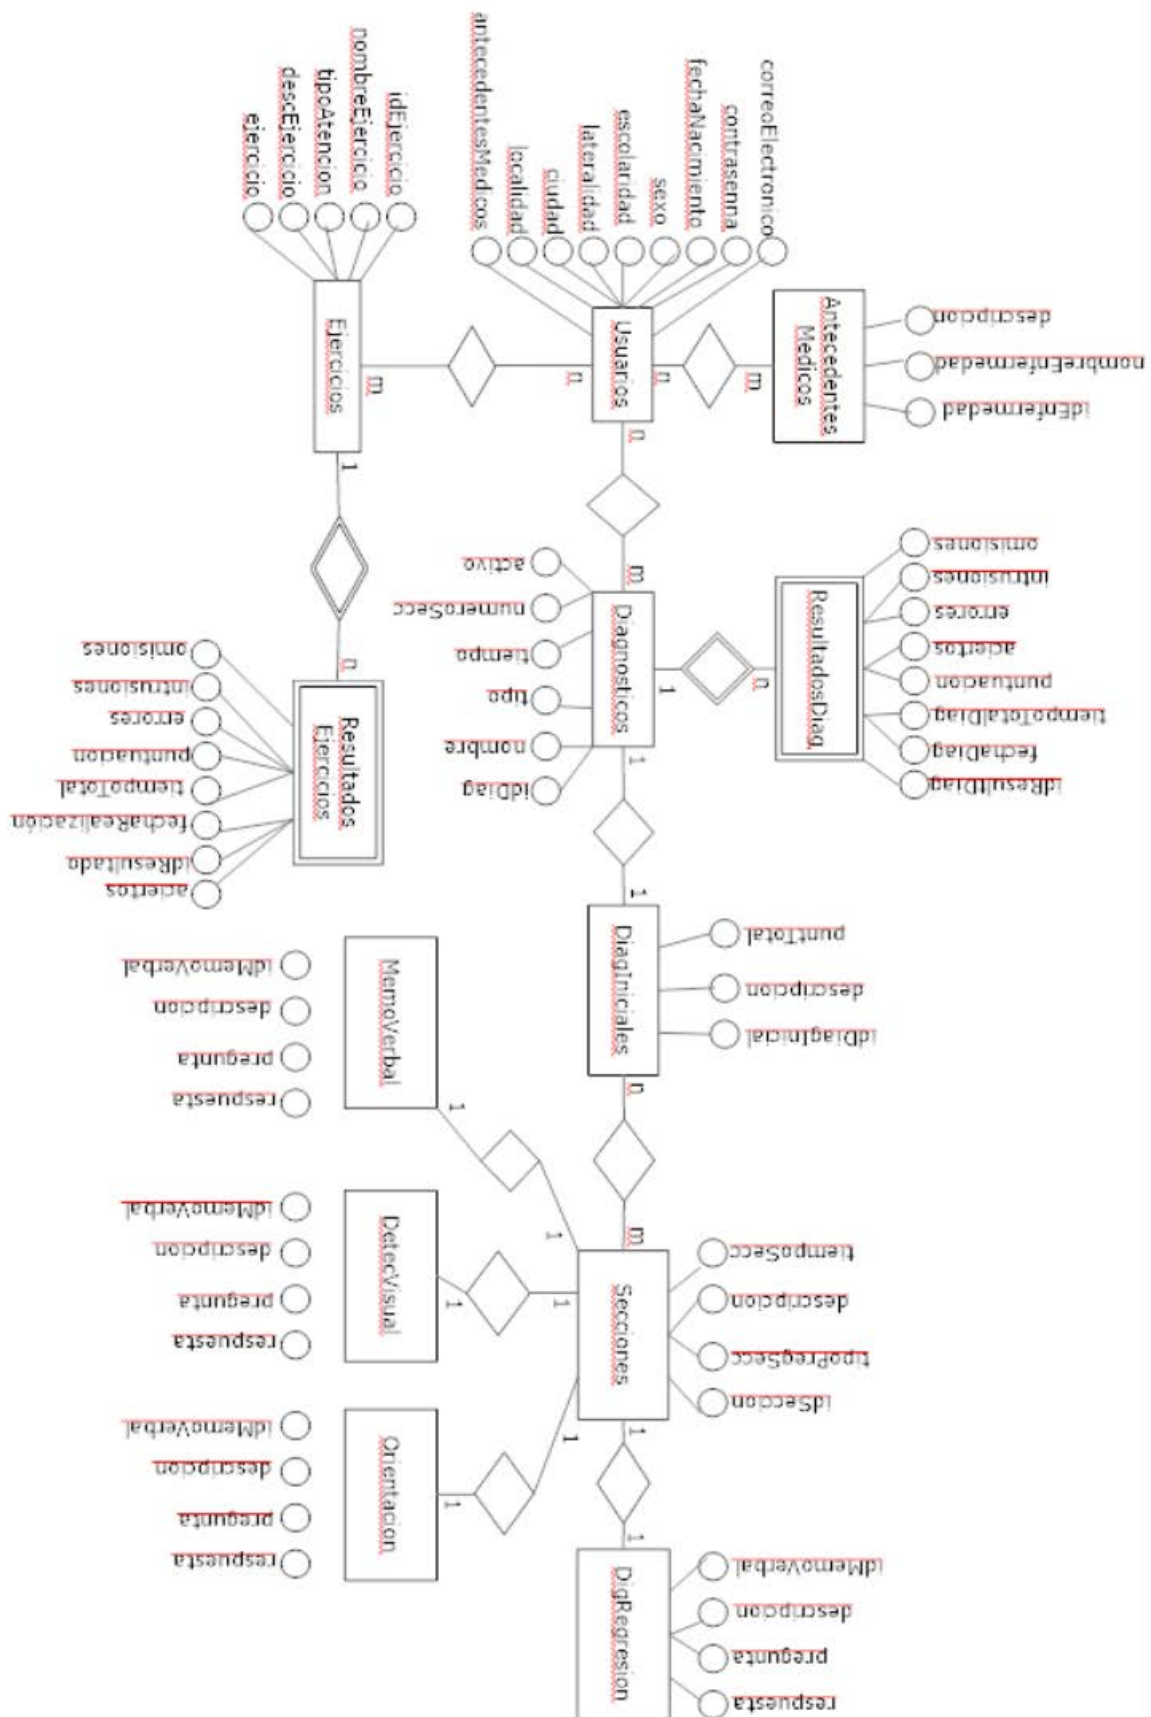 correoElectronico
contrasenna
fechaNacimiento
sexo
escolaridad
lateralidad
ciudad
localidad
antecedentesMedicos
idEjercicio
nombreEjercicio
tipoAtencion
descEjercicio
ejercicio
Antecedentes
Medicos
descripcion
nombreEnfermedad
idEnfermedad
Usuarios
n
m
n
m
n
m
Ejercicios
1
n
Resultados
Ejercicios
omisiones
intrusiones
errores
puntuacion
tiempoTotal
fechaRealización
idResultado
aciertos
Diagnosticos
activo
numeroSecc
tiempo
tipo
nombre
idDiag
1
n
ResultadosDiag
omisiones
intrusiones
errores
aciertos
puntuacion
tiempoTotalDiag
fechaDiag
idResultDiag
1
1
DiagIniciales
puntTotal
descripcion
idDiagInicial
n
m
Secciones
tiempoSecc
descripcion
tipoPregSecc
idSeccion
MemoVerbal
idMemoVerbal
descripcion
pregunta
respuesta
1
1
DetecVisual
idMemoVerbal
descripcion
pregunta
respuesta
1
1
Orientacion
idMemoVerbal
descripcion
pregunta
respuesta
1
1
1
1
DigRegresion
idMemoVerbal
descripcion
pregunta
respuesta